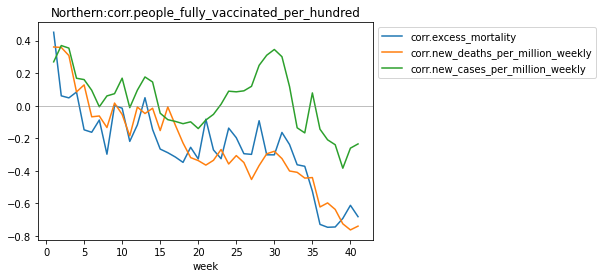 Northern:corr.people_fully_vaccinated_per_hundred
corr.excess_mortality
corr.new_deaths_per_million_weekly
corr.new_cases_per_million_weekly
0.4
0.2
0.0
−0.2
−0.4
−0.6
−0.8
0 5 10 15 20 25 30 35 40
week